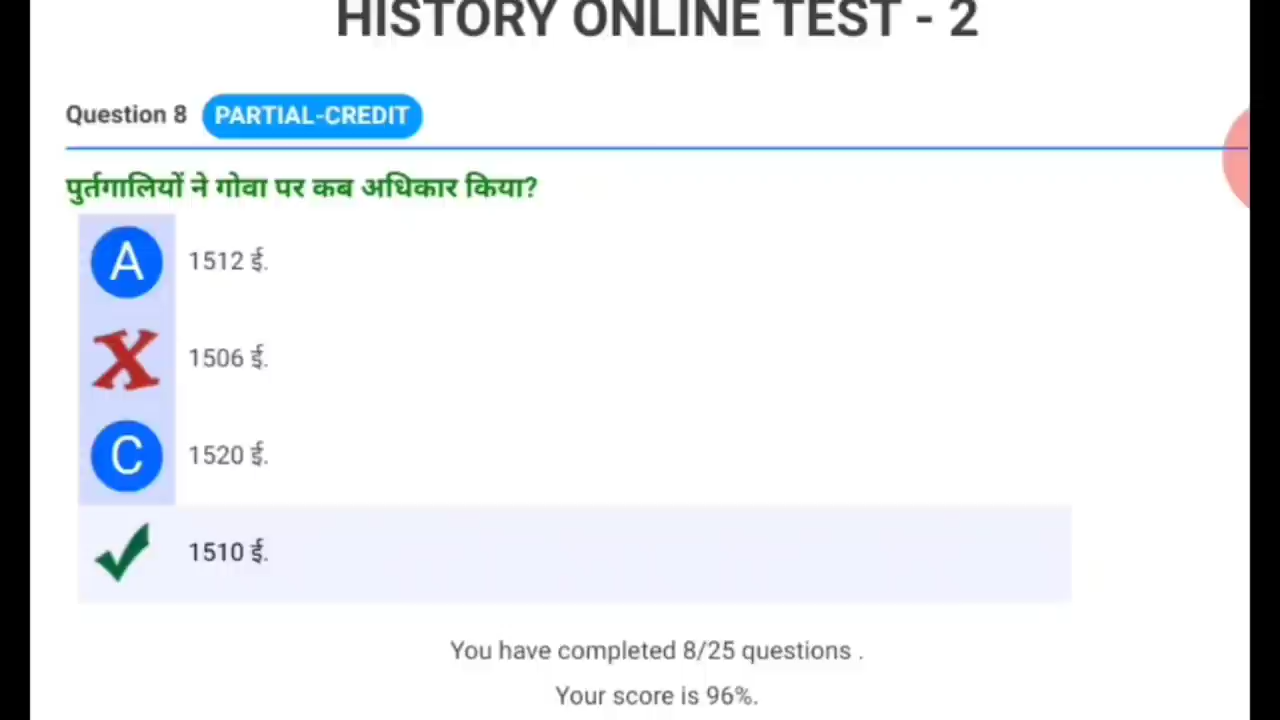 HISTORY ONLINE TEST - 2
Question 8 PARTIAL-CREDIT
पुर्तगालियों ने गोवा पर कब अधिकार किया?
A 1512 ई.
X 1506 ई.
C 1520 ई.
1510 ई.
You have completed 8/25 questions .
Your score is 96%.